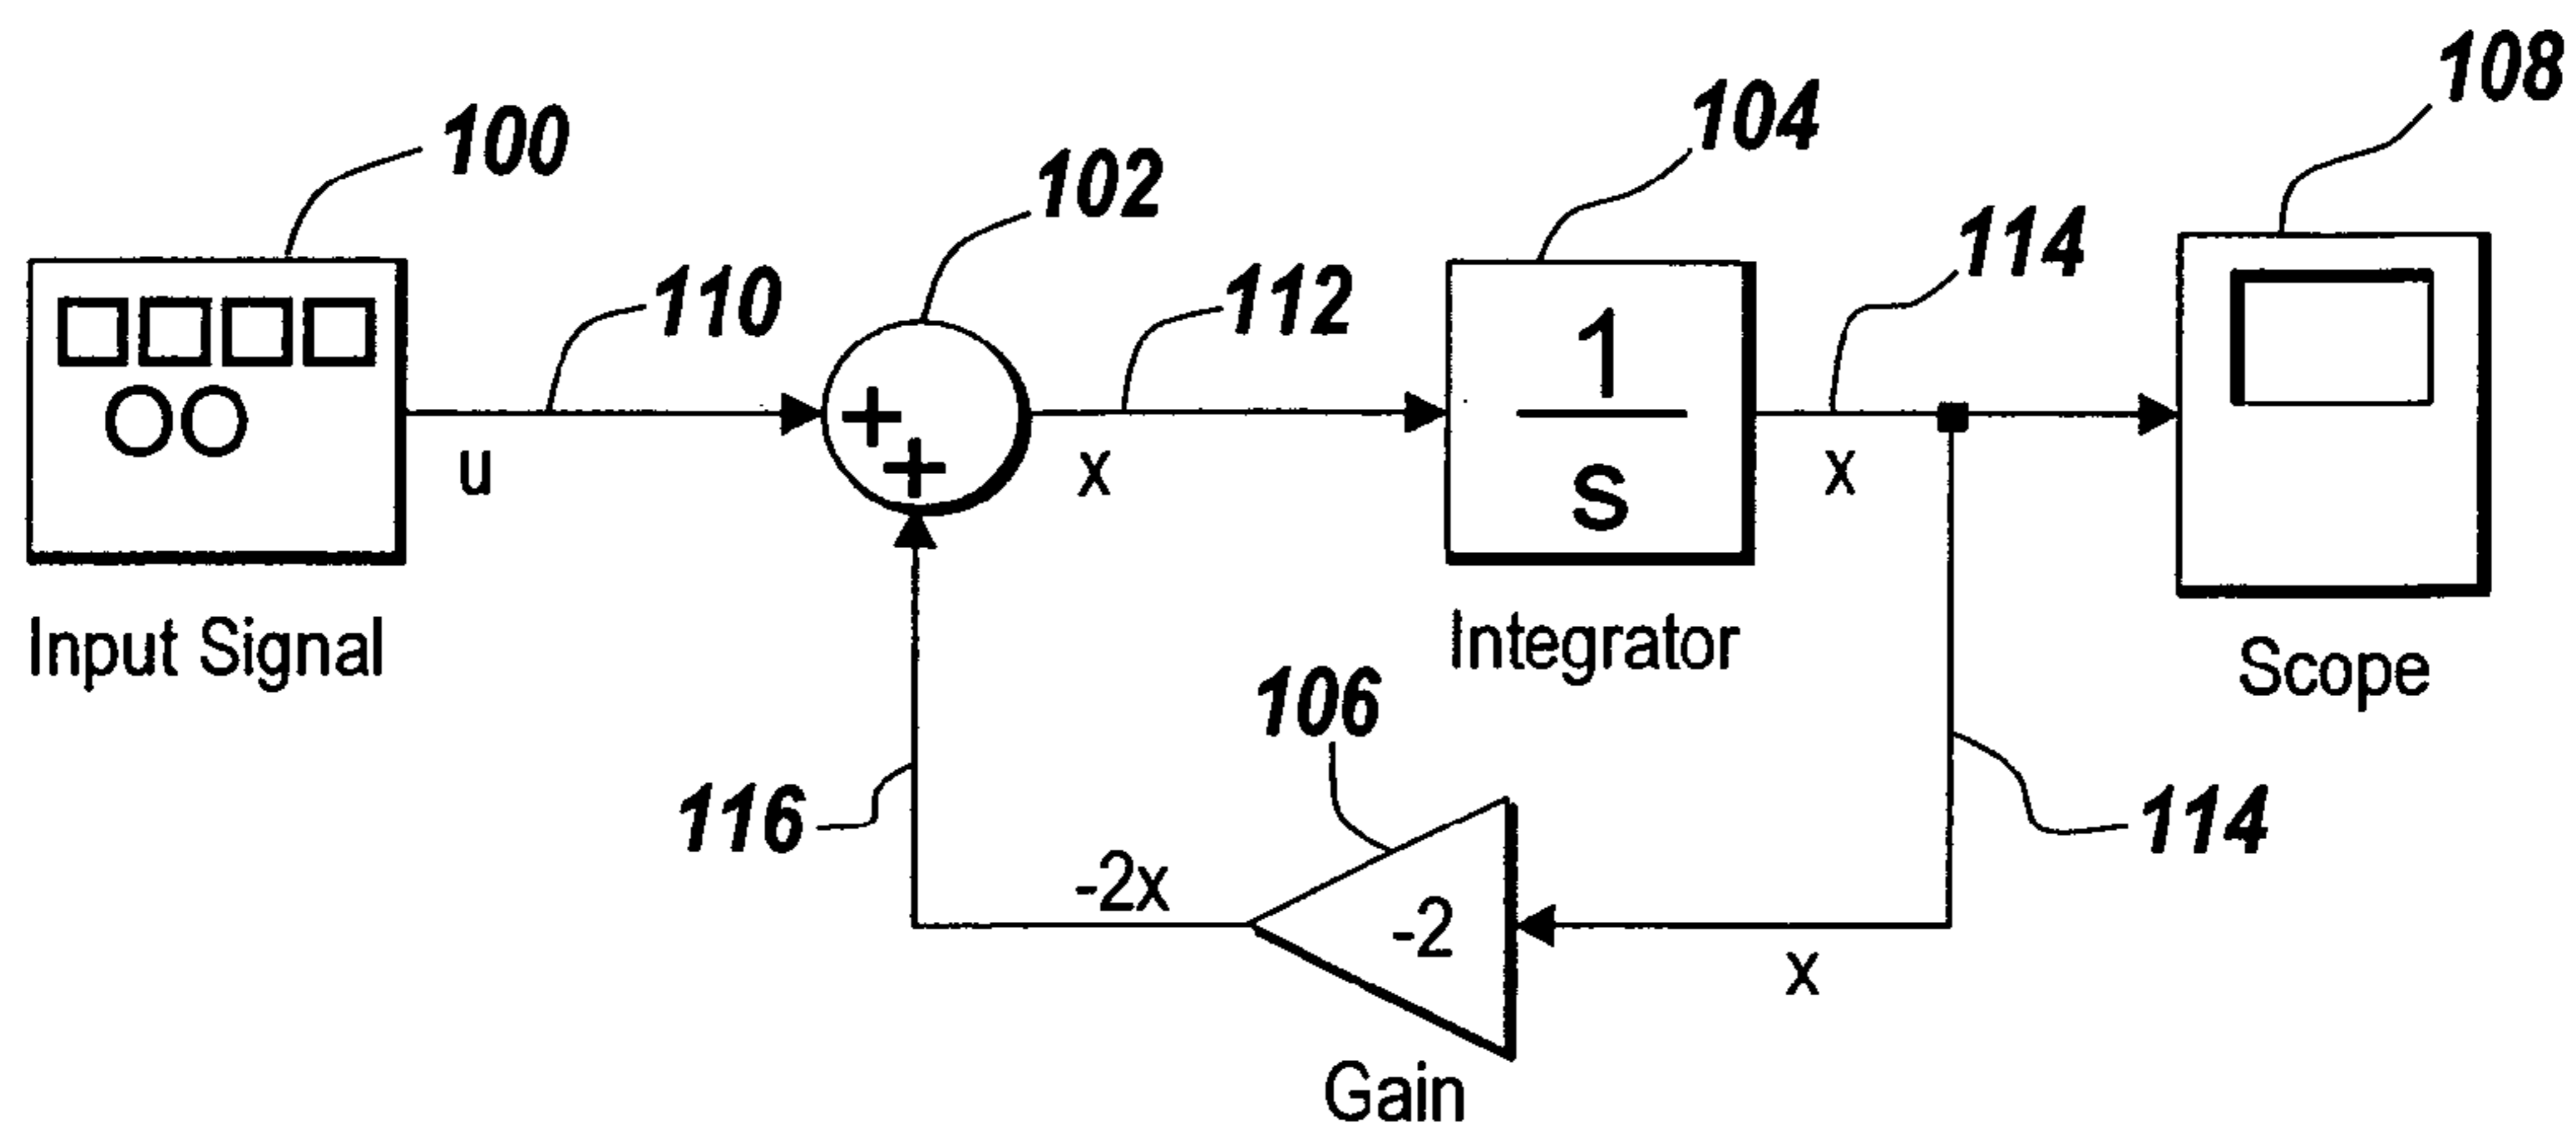 108
104
100
102
114
110
112
+
+
1
s
u
x
x
Input Signal
Integrator
Scope
106
116
114
-2x
-2
x
Gain